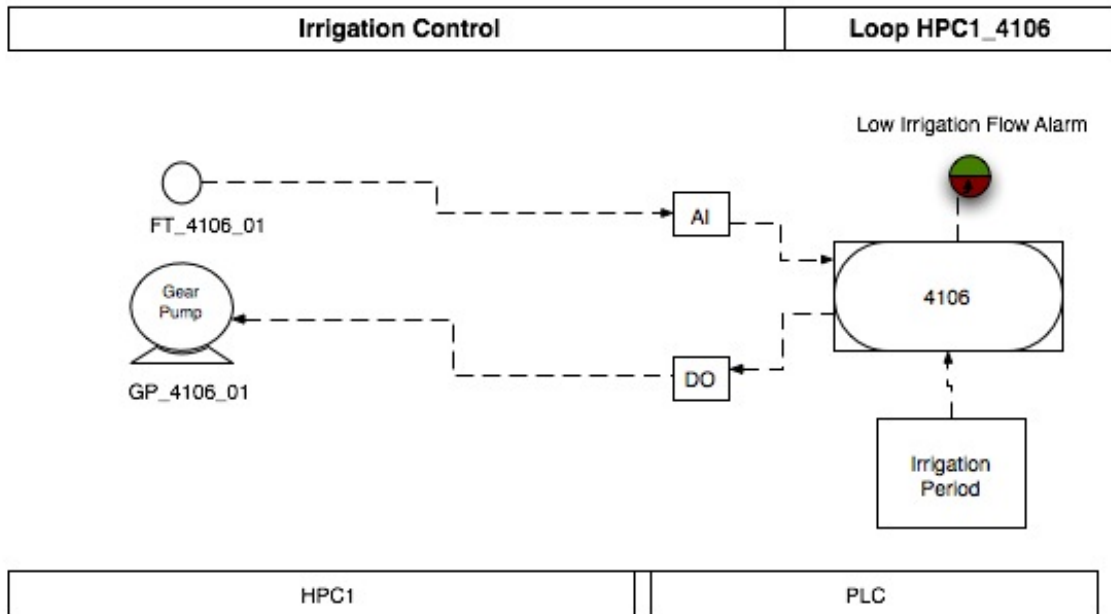 Irrigation Control
Loop HPC1_4106
Low Irrigation Flow Alarm
FT_4106_01
AI
Gear
Pump
4106
GP_4106_01
DO
Irrigation
Period
HPC1
PLC